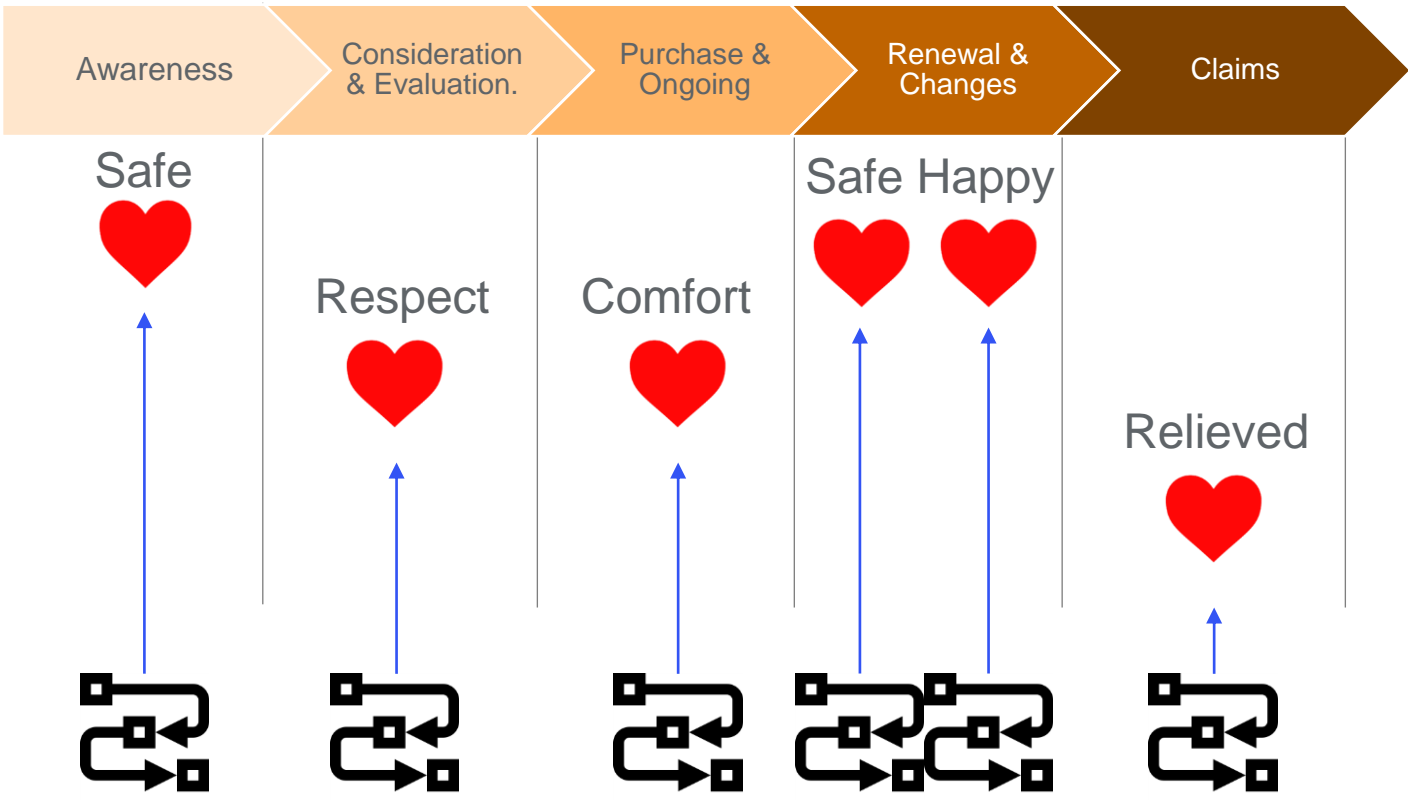 Awareness
Consideration
& Evaluation.
Purchase &
Ongoing
Renewal &
Changes
Claims
Safe
Safe Happy
Respect
Comfort
Relieved